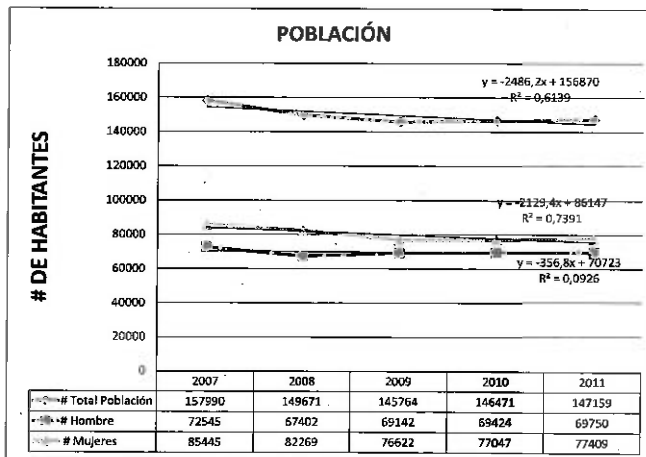 POBLACIÓN
# DE HABITANTES
180000
160000
140000
120000
100000
80000
60000
40000
20000
0
y = -2486,2x + 156870
R² = 0,6139
y = -2129,4x + 86147
R² = 0,7391
y = -356,8x + 70723
R² = 0,0926
2007 2008 2009 2010 2011
# Total Población 157990 149671 145764 146471 147159
# Hombre 72545 67402 69142 69424 69750
# Mujeres 85445 82269 76622 77047 77409